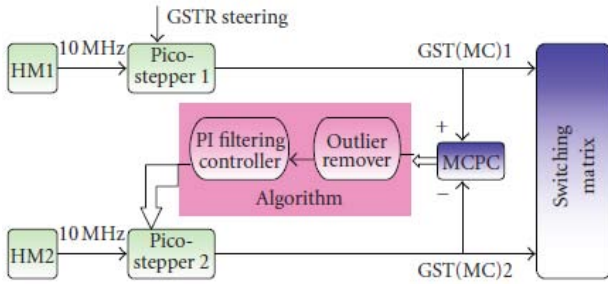 GSTR steering
10 MHz
HM1
Pico-
stepper 1
GST(MC)1
+
PI filtering
controller
Outlier
remover
MCPC
Algorithm
−
Switching
matrix
10 MHz
HM2
Pico-
stepper 2
GST(MC)2